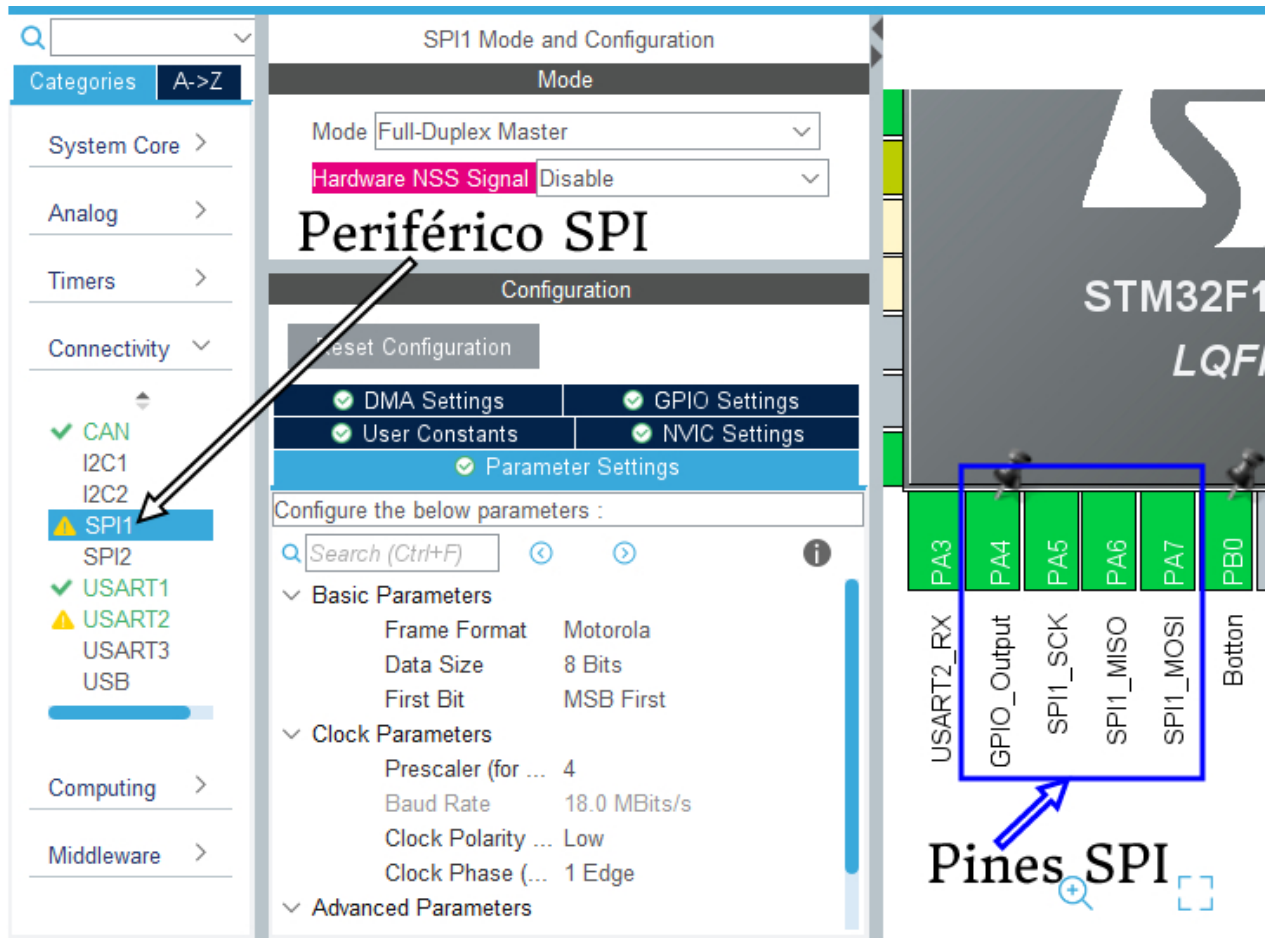 Categories A->Z
System Core
Analog
Timers
Connectivity
CAN
I2C1
I2C2
SPI1
SPI2
USART1
USART2
USART3
USB
Computing
Middleware
SPI1 Mode and Configuration
Mode
Mode Full-Duplex Master
Hardware NSS Signal Disable
Periférico SPI
Configuration
Reset Configuration
DMA Settings GPIO Settings
User Constants NVIC Settings
Parameter Settings
Configure the below parameters :
Search (Ctrl+F)
Basic Parameters
Frame Format Motorola
Data Size 8 Bits
First Bit MSB First
Clock Parameters
Prescaler (for ... 4
Baud Rate 18.0 MBits/s
Clock Polarity ... Low
Clock Phase (... 1 Edge
Advanced Parameters
STM32F1
LQFP
PA3
PA4
PA5
PA6
PA7
PB0
USART2_RX
GPIO_Output
SPI1_SCK
SPI1_MISO
SPI1_MOSI
Botton
Pines SPI